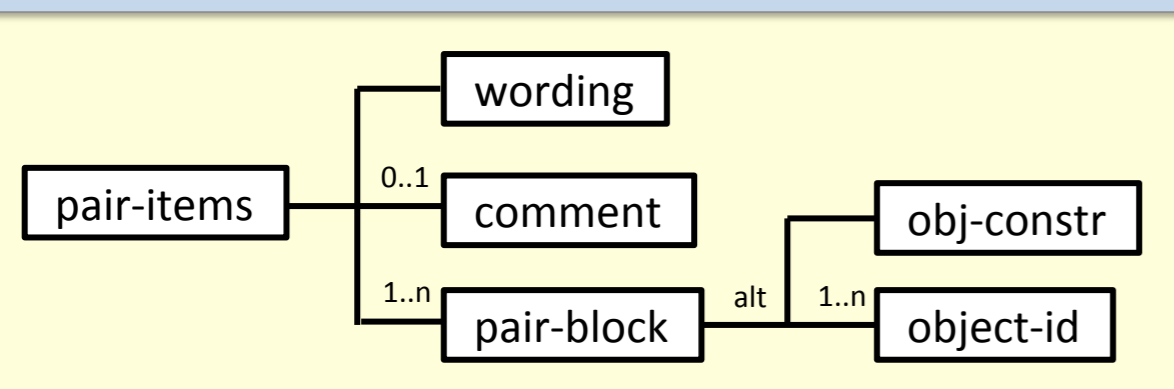 wording
0..1
pair-items
comment
obj-constr
1..n
alt
1..n
pair-block
object-id